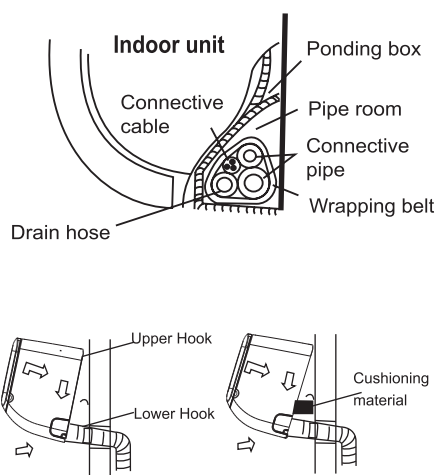 Indoor unit
Ponding box
Connective
cable
Pipe room
Connective
pipe
Wrapping belt
Drain hose
Upper Hook
Lower Hook
Cushioning
material